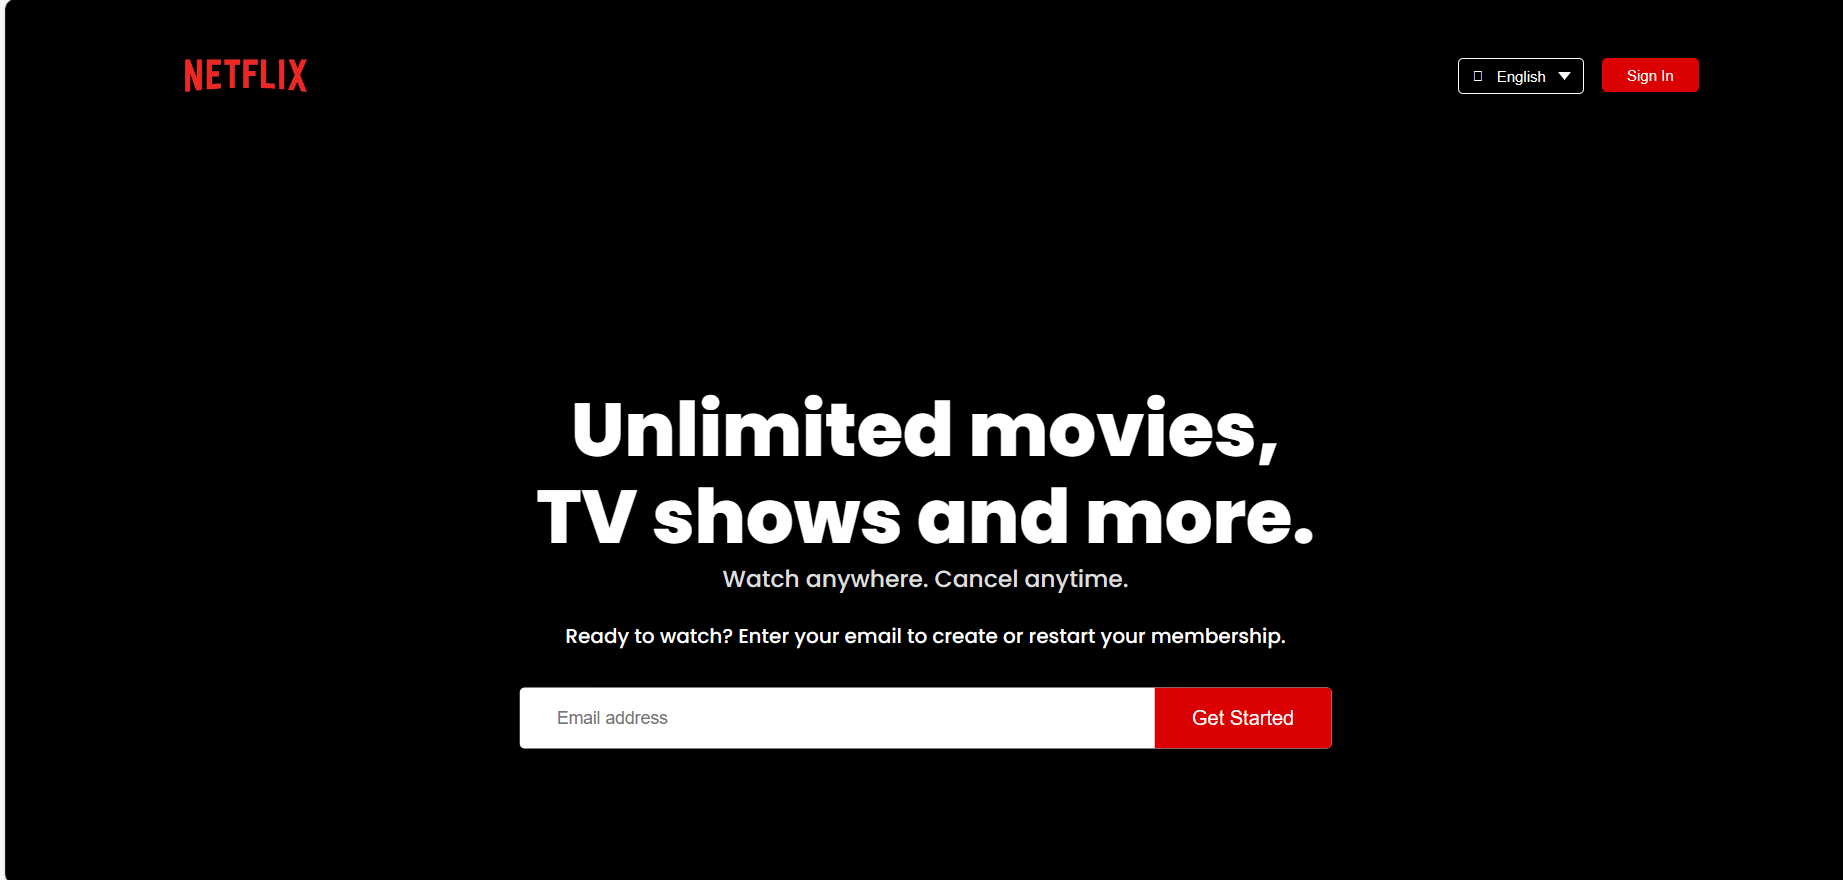 NETFLIX
English
Sign In
Unlimited movies,
TV shows and more.
Watch anywhere. Cancel anytime.
Ready to watch? Enter your email to create or restart your membership.
Email address
Get Started